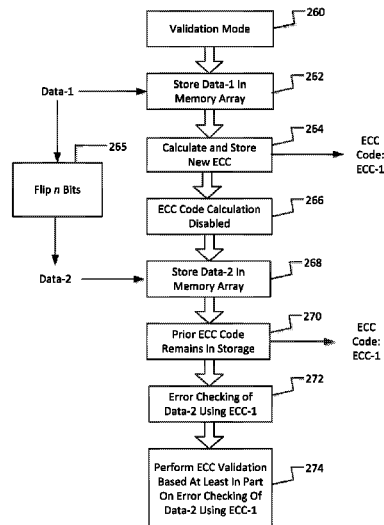 260
Validation Mode
262
Data-1
Store Data-1 In
Memory Array
264
265
Calculate and Store
New ECC
ECC
Code:
ECC-1
Flip n Bits
266
ECC Code Calculation
Disabled
268
Data-2
Store Data-2 In
Memory Array
270
Prior ECC Code
Remains In Storage
ECC
Code:
ECC-1
272
Error Checking of
Data-2 Using ECC-1
274
Perform ECC Validation
Based At Least In Part
On Error Checking Of
Data-2 Using ECC-1